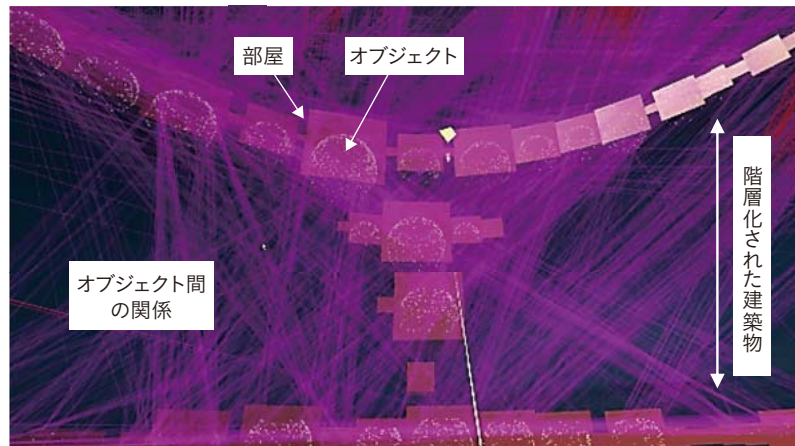 部屋
オブジェクト
オブジェクト間
の関係
階層化された建築物